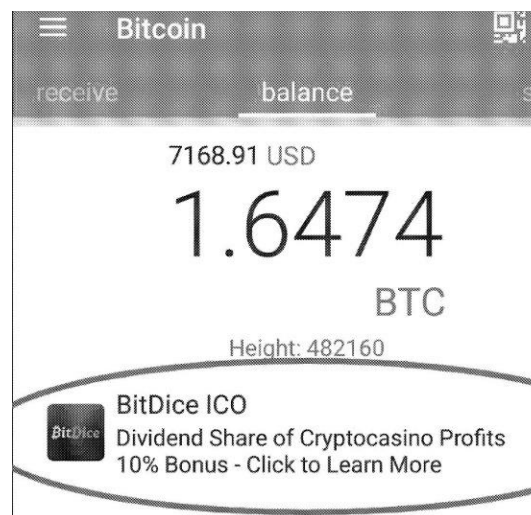 Bitcoin
receive balance s
7168.91 USD
1.6474
BTC
Height: 482160
BitDice ICO
BitDice
Dividend Share of Cryptocasino Profits
10% Bonus - Click to Learn More